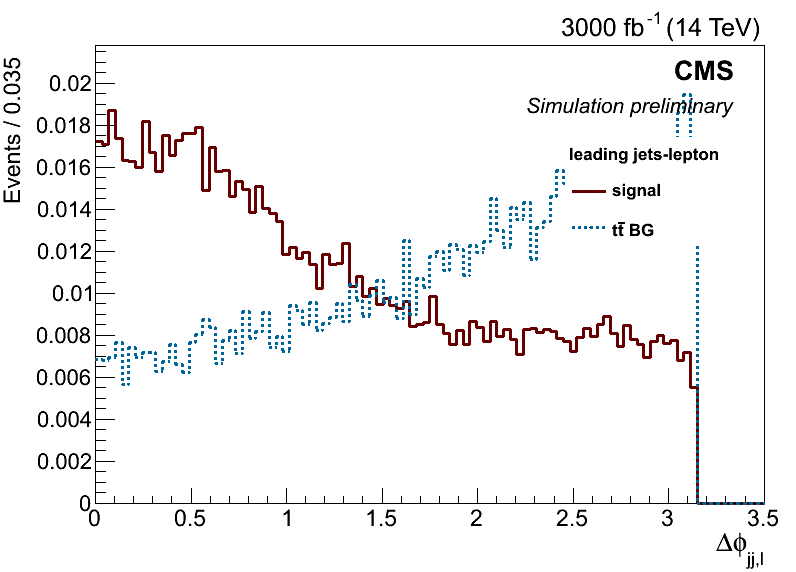 3000 fb⁻¹ (14 TeV)
CMS
Simulation preliminary
leading jets-lepton
signal
tt̄ BG
Events / 0.035
0.02
0.018
0.016
0.014
0.012
0.01
0.008
0.006
0.004
0.002
0
0 0.5 1 1.5 2 2.5 3 3.5
Δϕjj,l